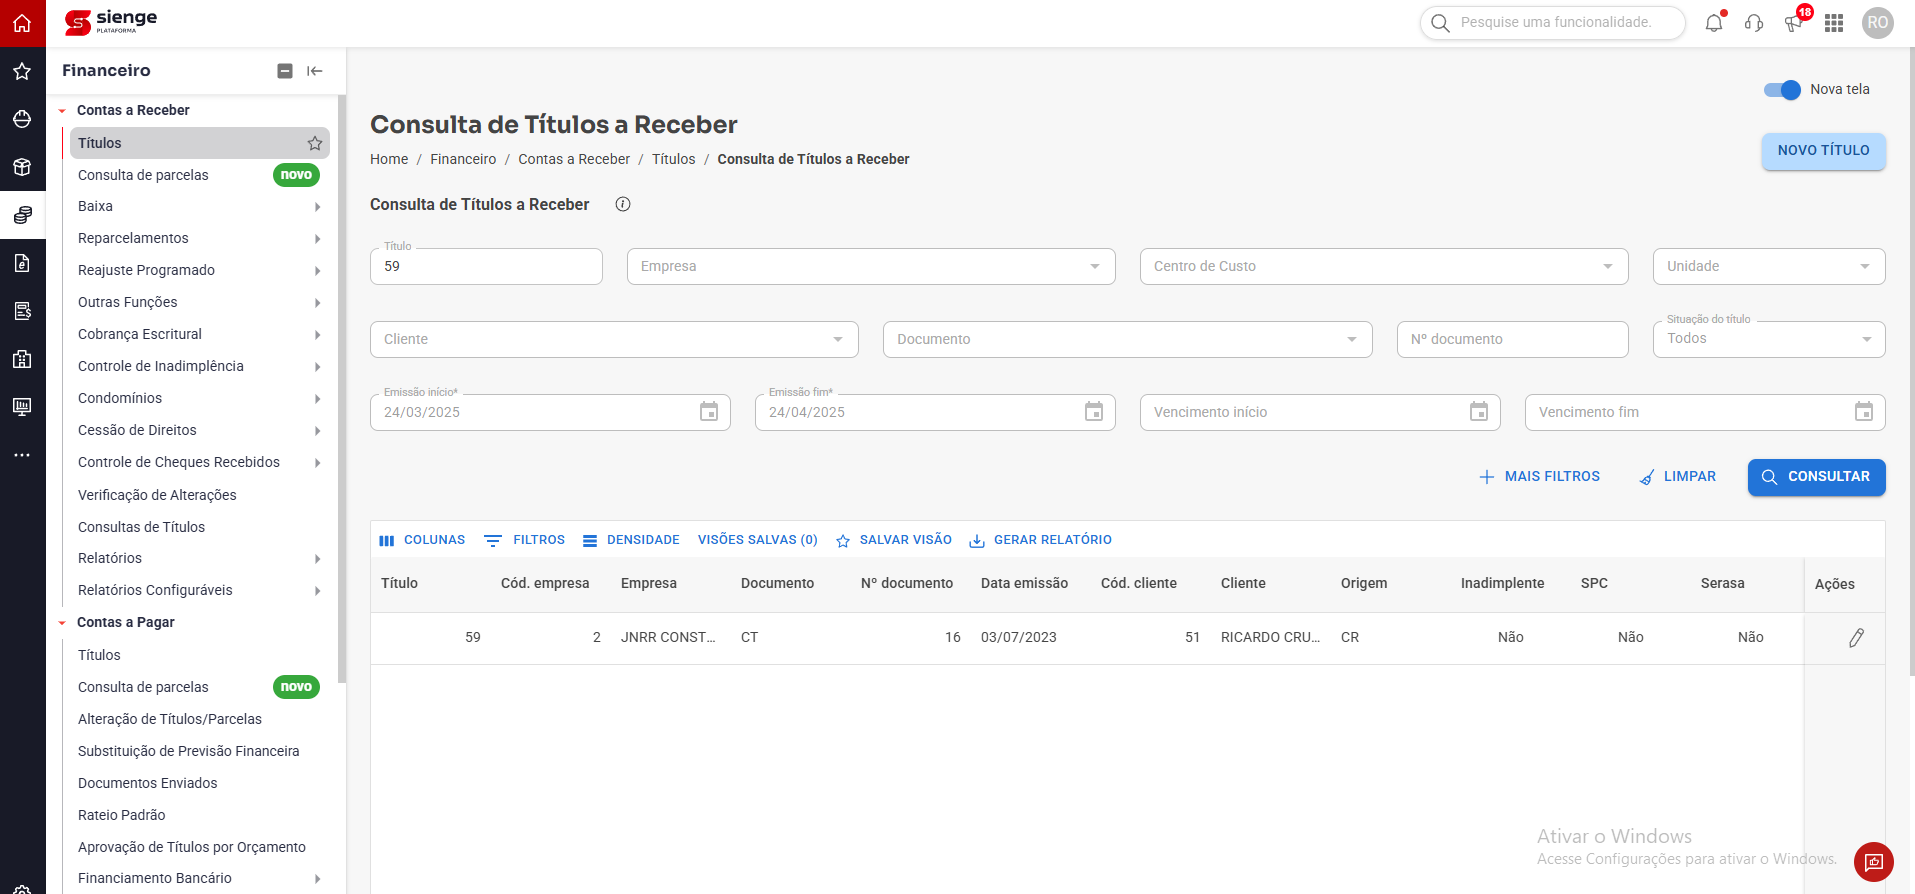 sienge
PLATAFORMA
Pesquise uma funcionalidade.
18
RO
Financeiro
Contas a Receber
Títulos
Consulta de parcelas
novo
Baixa
Reparcelamentos
Reajuste Programado
Outras Funções
Cobrança Escritural
Controle de Inadimplência
Condomínios
Cessão de Direitos
Controle de Cheques Recebidos
Verificação de Alterações
Consultas de Títulos
Relatórios
Relatórios Configuráveis
Contas a Pagar
Títulos
Consulta de parcelas
novo
Alteração de Títulos/Parcelas
Substituição de Previsão Financeira
Documentos Enviados
Rateio Padrão
Aprovação de Títulos por Orçamento
Financiamento Bancário
Nova tela
Consulta de Títulos a Receber
Home / Financeiro / Contas a Receber / Títulos / Consulta de Títulos a Receber
NOVO TÍTULO
Consulta de Títulos a Receber
Título
59
Empresa
Centro de Custo
Unidade
Cliente
Documento
Nº documento
Situação do título
Todos
Emissão início*
24/03/2025
Emissão fim*
24/04/2025
Vencimento início
Vencimento fim
MAIS FILTROS
LIMPAR
CONSULTAR
COLUNAS FILTROS DENSIDADE VISÕES SALVAS (0) SALVAR VISÃO GERAR RELATÓRIO
Título Cód. empresa Empresa Documento Nº documento Data emissão Cód. cliente Cliente Origem Inadimplente SPC Serasa Ações
59 2 JNRR CONST... CT 16 03/07/2023 51 RICARDO CRU... CR Não Não Não
Ativar o Windows
Acesse Configurações para ativar o Windows.